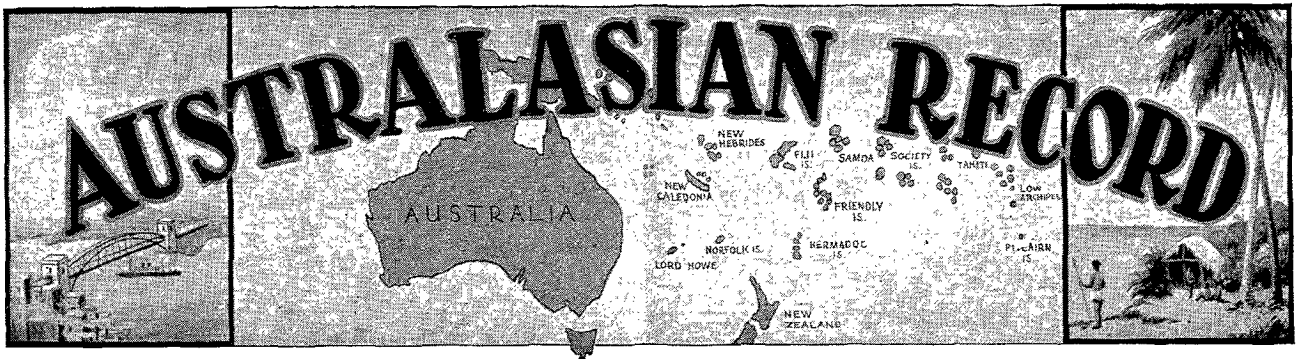 AUSTRALASIAN RECORD
NEW
HEBRIDES
FIJI
IS.
SAMOA
SOCIETY
IS.
TAHITI
NEW
CALEDONIA
FRIENDLY
IS.
LOW
ARCHIPEL
AUSTRALIA
NORFOLK IS.
LORD HOWE
KERMADEC
IS.
PITCAIRN
IS.
NEW
ZEALAND